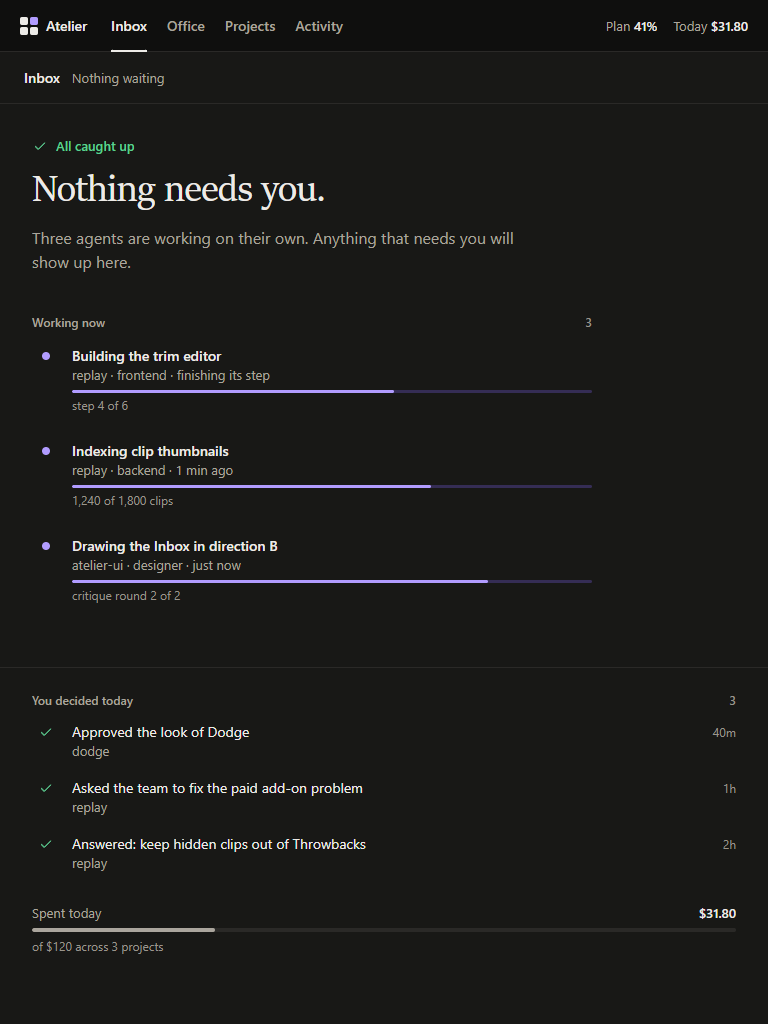 Atelier Inbox Office Projects Activity Plan 41% Today $31.80
Inbox Nothing waiting
All caught up
Nothing needs you.
Three agents are working on their own. Anything that needs you will
show up here.
Working now 3
Building the trim editor
replay · frontend · finishing its step
step 4 of 6
Indexing clip thumbnails
replay · backend · 1 min ago
1,240 of 1,800 clips
Drawing the Inbox in direction B
atelier-ui · designer · just now
critique round 2 of 2
You decided today 3
Approved the look of Dodge 40m
dodge
Asked the team to fix the paid add-on problem 1h
replay
Answered: keep hidden clips out of Throwbacks 2h
replay
Spent today $31.80
of $120 across 3 projects